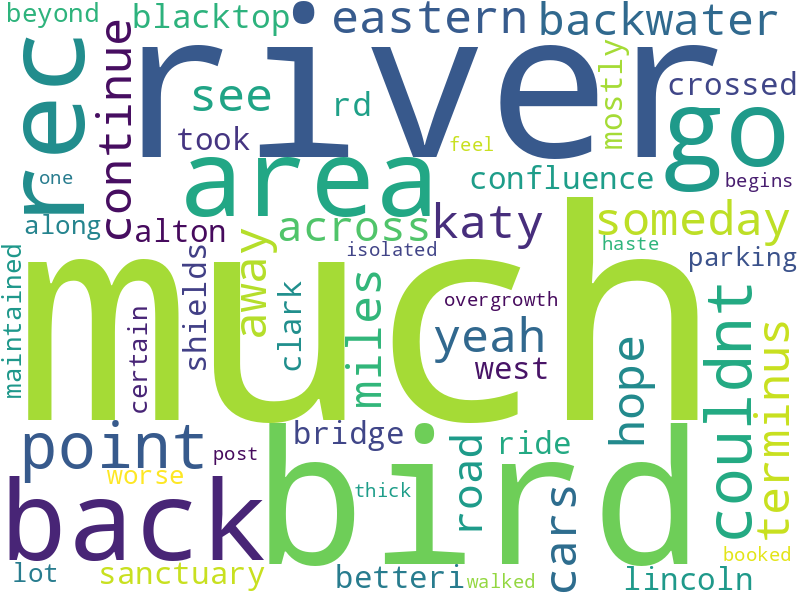 beyond
blacktop
eastern
backwater
river
rec
continue
see
rd
mostly
crossed
took
feel
go
area
one
confluence
begins
along
alton
across
katy
someday
isolated
haste
parking
maintained
much
shields
away
clark
miles
overgrowth
certain
yeah
west
hope
couldnt
terminus
point
bridge
bird
road
ride
post
worse
back
thick
cars
booked
lot
sanctuary
betteri
walked
lincoln